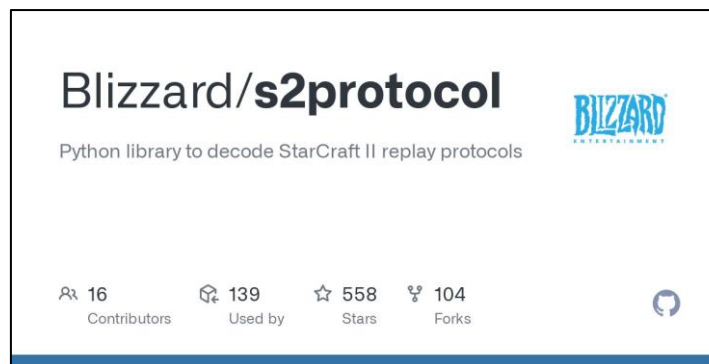 Blizzard/s2protocol
BLIZZARD
ENTERTAINMENT
Python library to decode StarCraft II replay protocols
16
Contributors
139
Used by
558
Stars
104
Forks